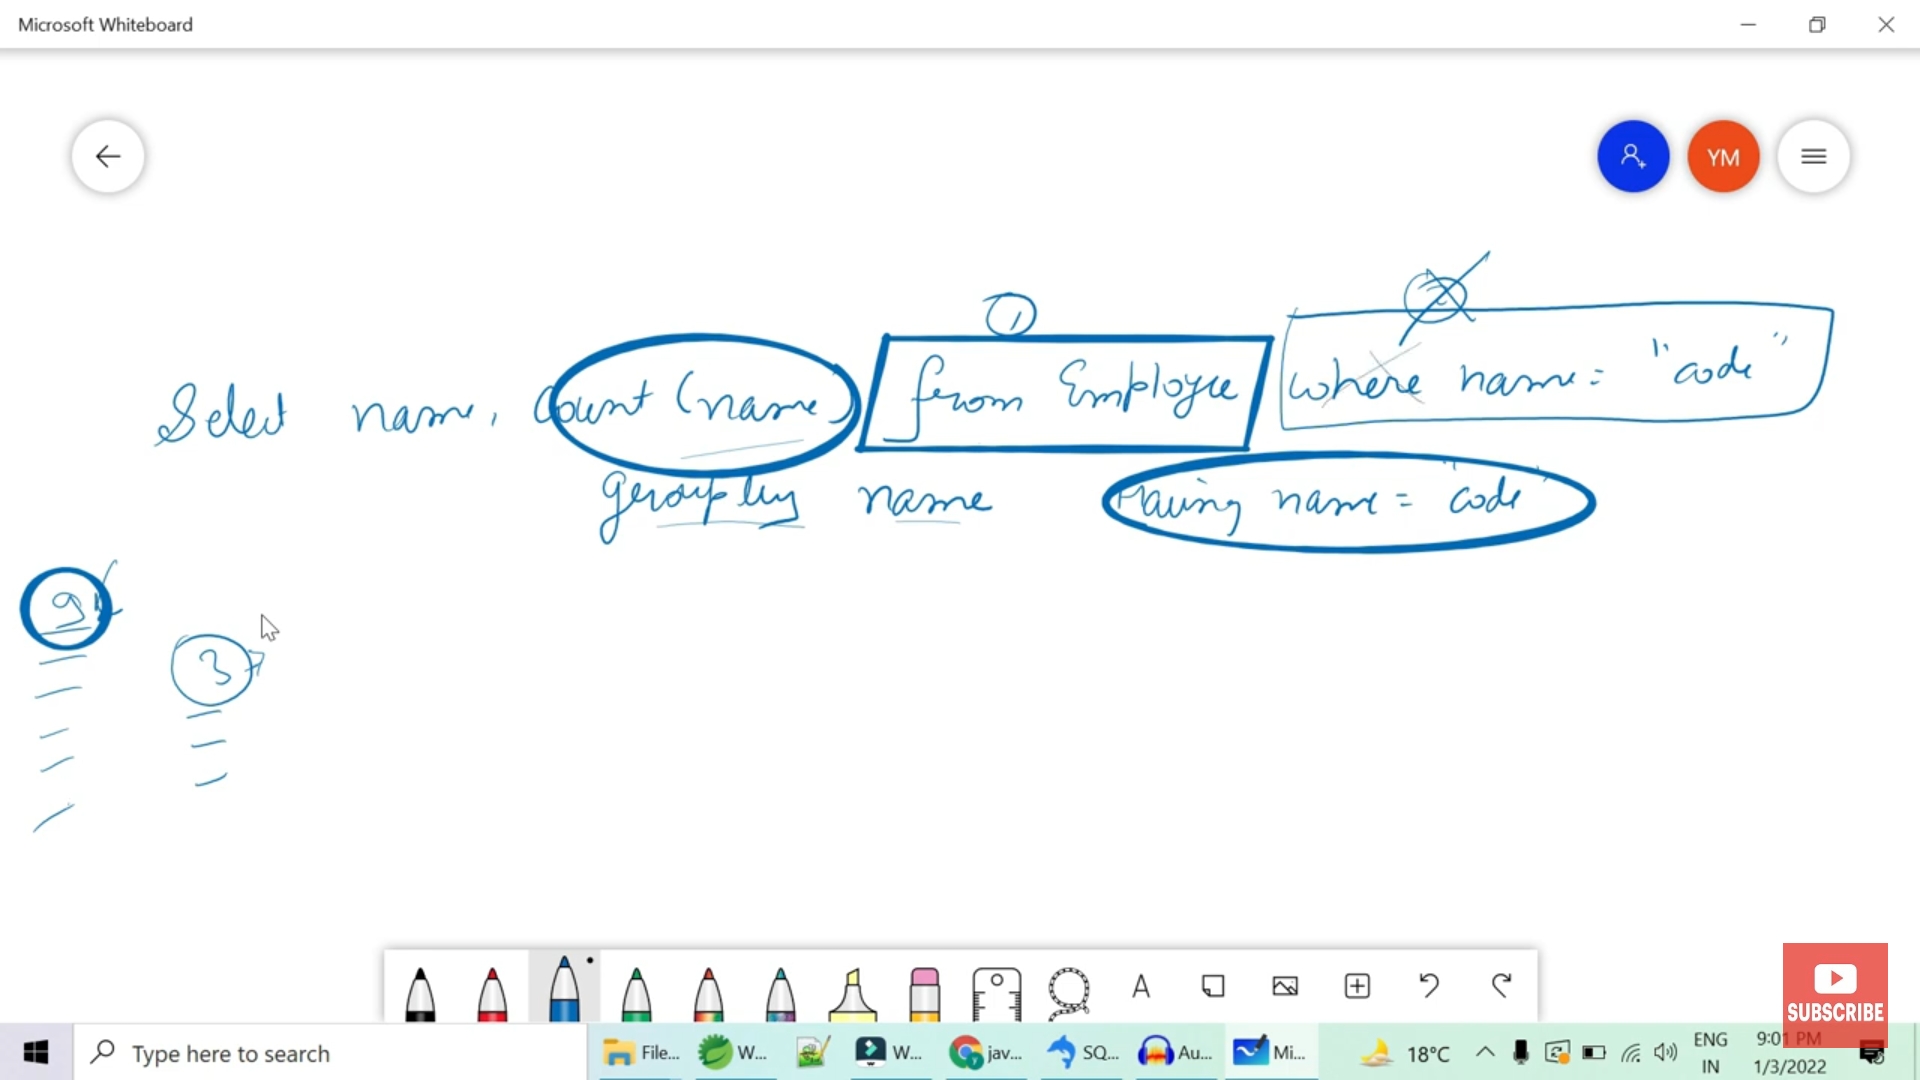 Microsoft Whiteboard
YM
1
2
Select name, Count (name) from Employee where name = "code"
group by name Having name = "code"
9
3
A
SUBSCRIBE
Type here to search
File...
W...
W...
jav...
SQ...
Au...
Mi...
18°C
ENG
IN
9:01 PM
1/3/2022